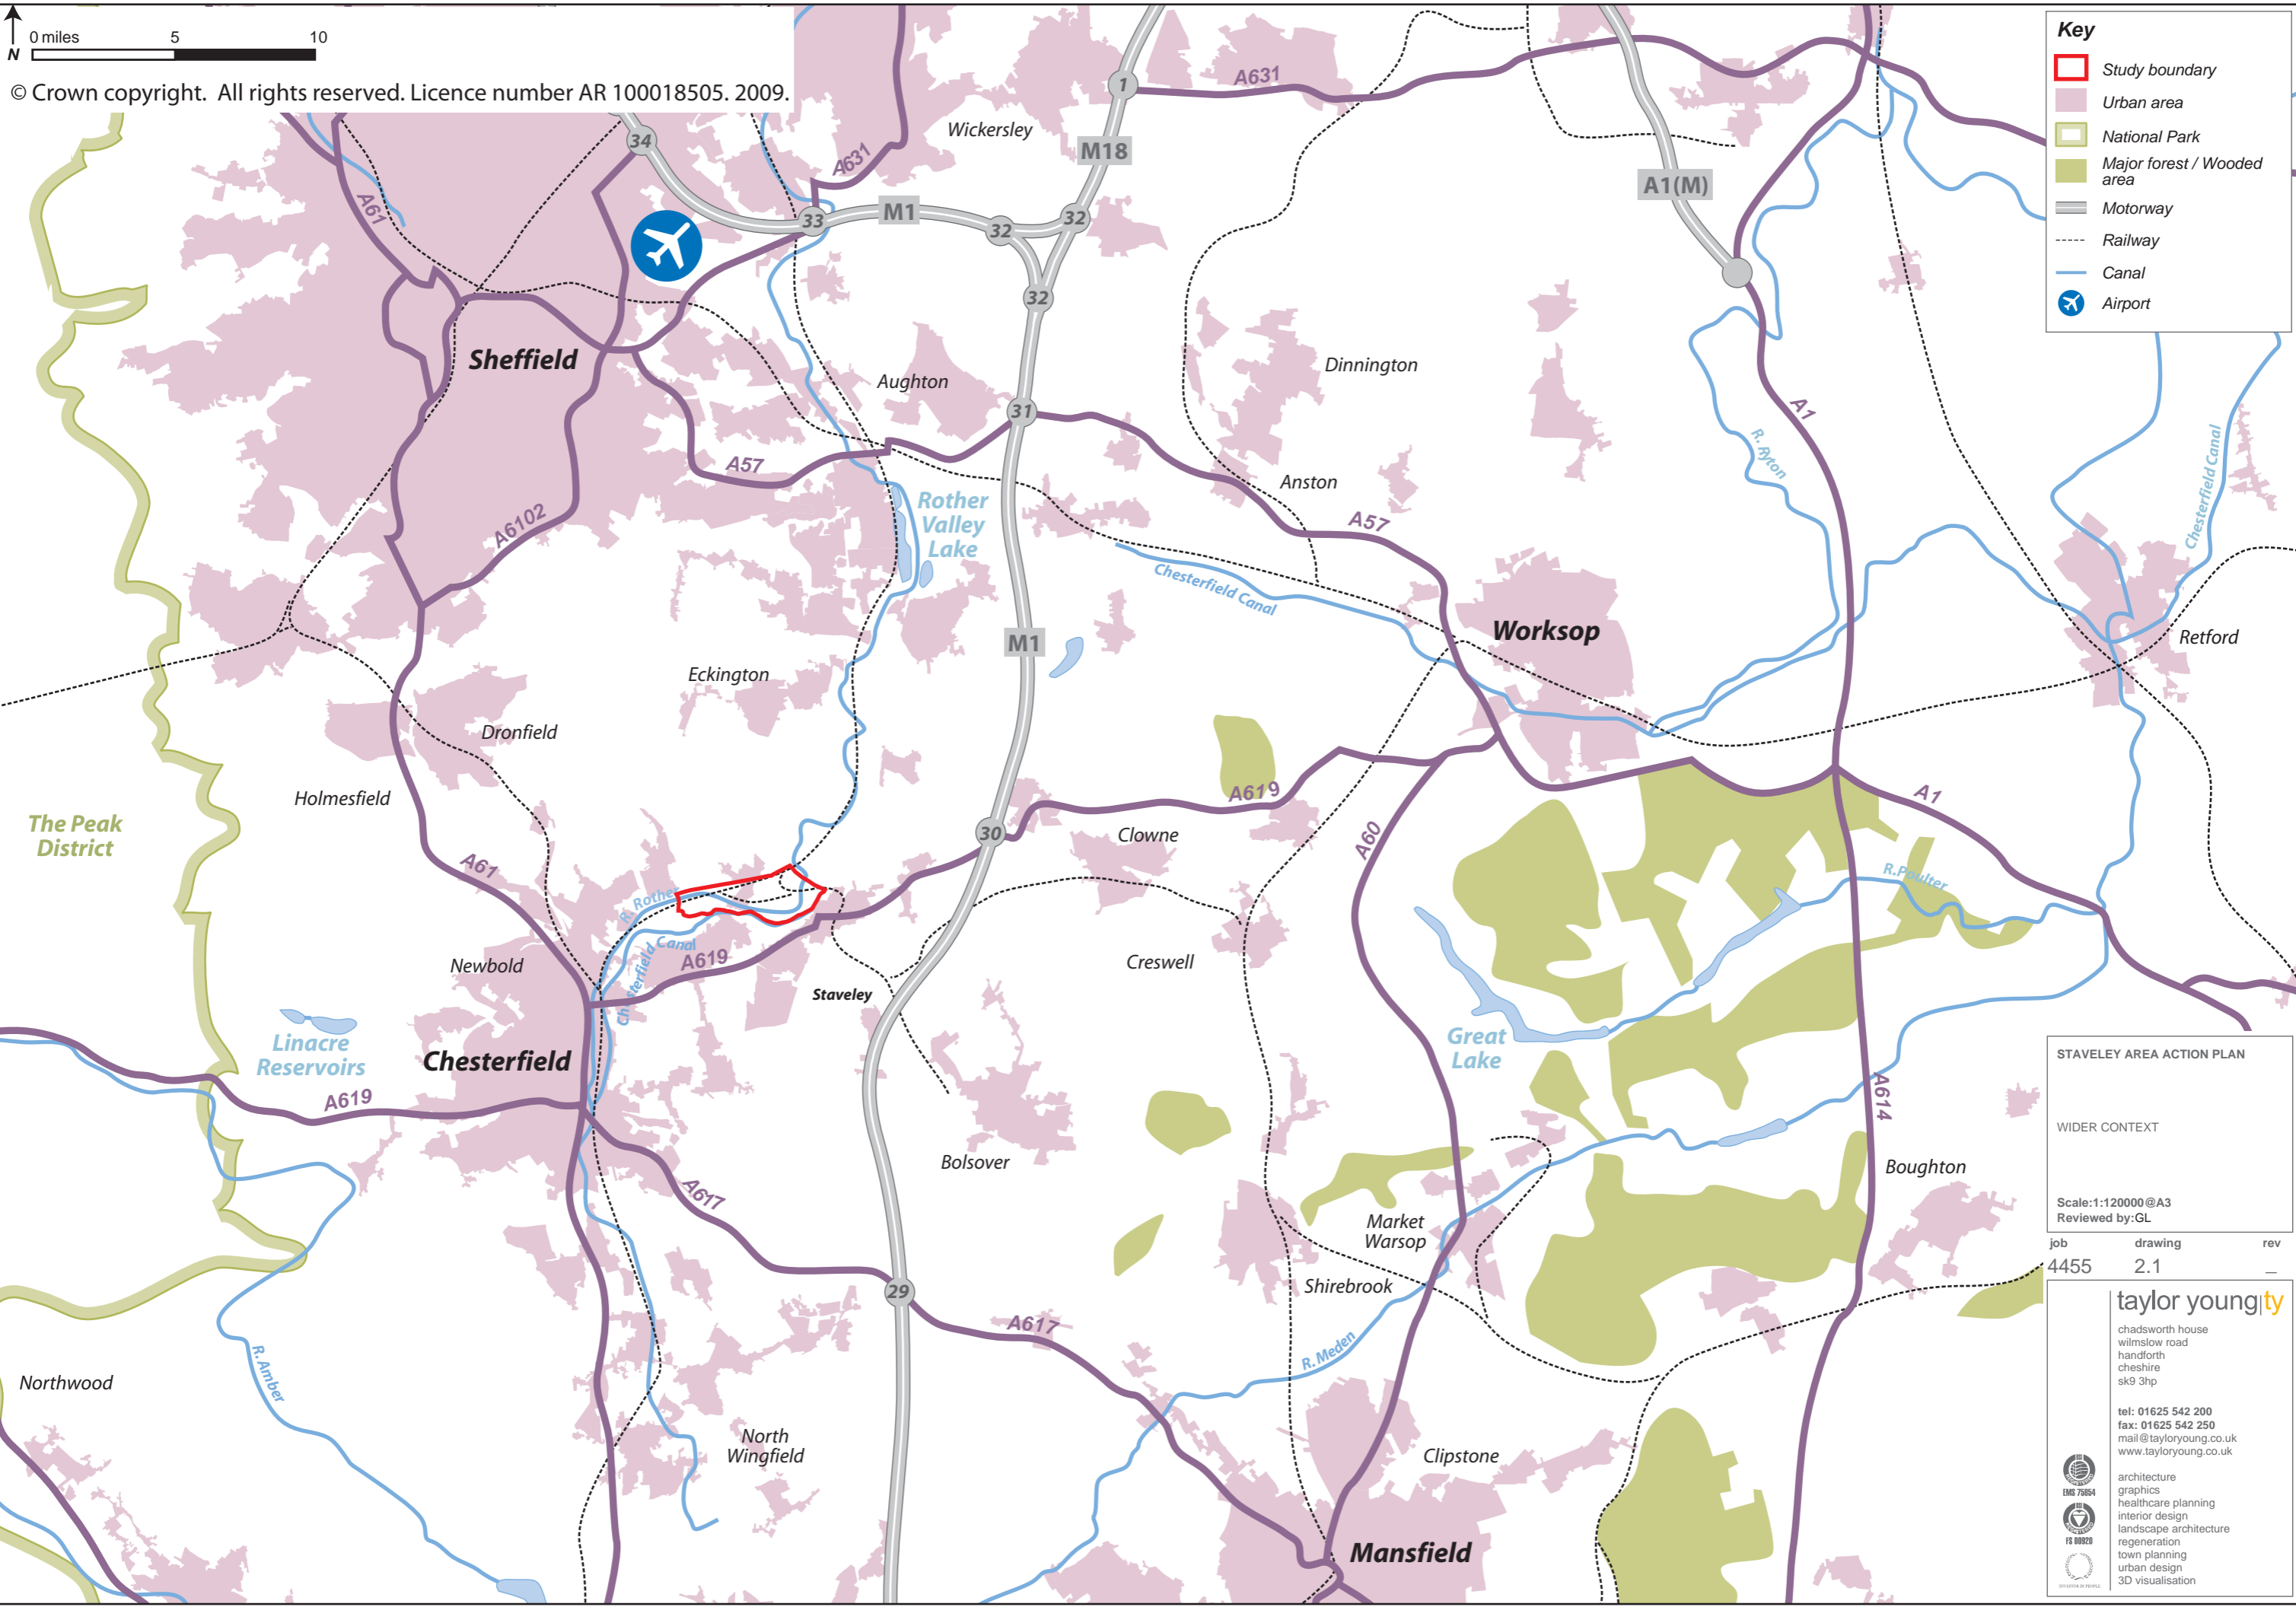 N
0 miles 5 10
© Crown copyright. All rights reserved. Licence number AR 100018505. 2009.
Key
Study boundary
Urban area
National Park
Major forest / Wooded
area
Motorway
Railway
Canal
Airport
1
A631
Wickersley
M18
34
A631
A1(M)
A61
33
M1
32
32
32
Sheffield
Aughton
Dinnington
31
A1
R. Ryton
Chesterfield Canal
A57
Anston
Rother
Valley
Lake
A57
A6102
Chesterfield Canal
Worksop
Retford
M1
Eckington
Dronfield
Holmesfield
A619
A1
The Peak
District
30
Clowne
A60
A61
R. Rother
R.Poulter
Chesterfield Canal
A619
Newbold
Creswell
Staveley
Linacre
Reservoirs
Chesterfield
Great
Lake
A619
A614
Bolsover
Boughton
A617
Market
Warsop
Shirebrook
29
A617
R. Meden
R. Amber
Northwood
North
Wingfield
Clipstone
Mansfield
STAVELEY AREA ACTION PLAN
WIDER CONTEXT
Scale:1:120000@A3
Reviewed by:GL
job drawing rev
4455 2.1 _
taylor young|ty
chadsworth house
wilmslow road
handforth
cheshire
sk9 3hp
tel: 01625 542 200
fax: 01625 542 250
mail@tayloryoung.co.uk
www.tayloryoung.co.uk
architecture
graphics
healthcare planning
interior design
landscape architecture
regeneration
town planning
urban design
3D visualisation
EMS 75854
FS 80920
INVESTOR IN PEOPLE